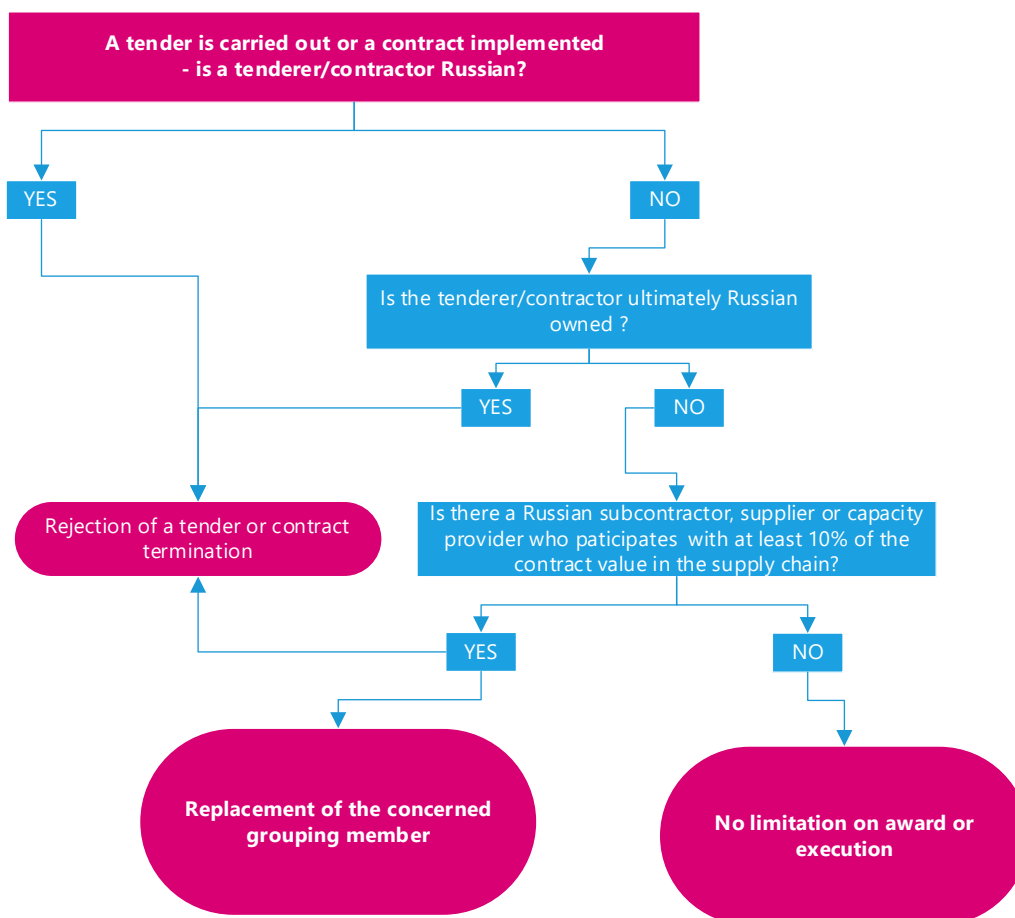 A tender is carried out or a contract implemented
- is a tenderer/contractor Russian?
YES
NO
Is the tenderer/contractor ultimately Russian
owned ?
YES
NO
Rejection of a tender or contract
termination
Is there a Russian subcontractor, supplier or capacity
provider who paticipates with at least 10% of the
contract value in the supply chain?
YES
NO
Replacement of the concerned
grouping member
No limitation on award or
execution